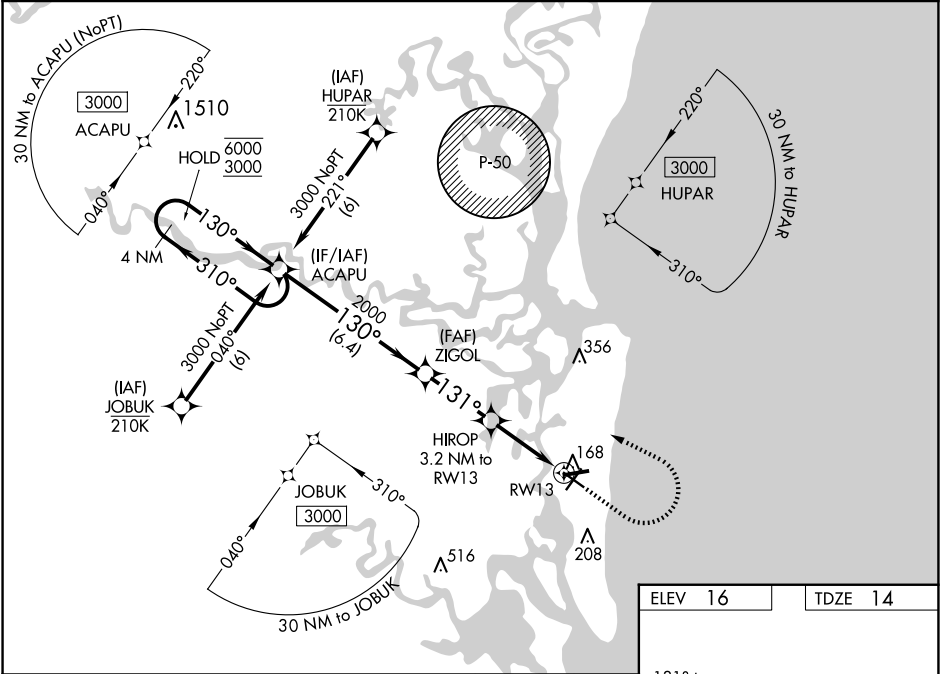 30 NM to ACAPU (NoPT)
220°
3000
1510
ACAPU
040°
HOLD
6000
3000
(IAF)
HUPAR
210K
3000 NoPT
221°
(6)
P-50
220°
3000
HUPAR
310°
30 NM to HUPAR
130°
4 NM
310°
(IF/IAF)
ACAPU
3000 NoPT
040°
(6)
(IAF)
JOBUK
210K
2000
130°
(6.4)
(FAF)
ZIGOL
131°
356
HIROP
3.2 NM to
RW13
168
RW13
208
516
JOBUK
3000
310°
040°
30 NM to JOBUK
ELEV 16
TDZE 14